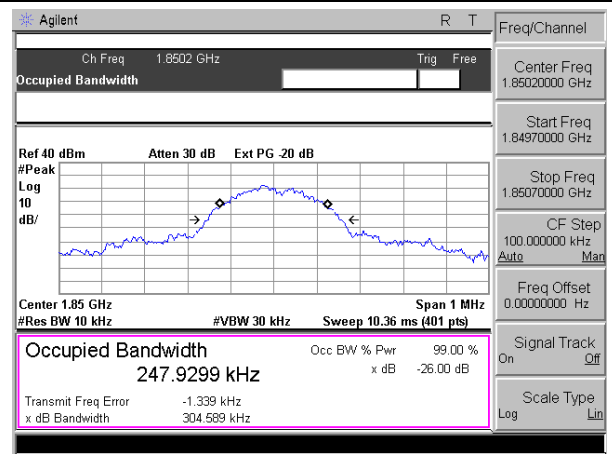 Agilent
R T
Freq/Channel
Ch Freq 1.8502 GHz
Trig Free
Occupied Bandwidth
Center Freq
1.85020000 GHz
Start Freq
1.84970000 GHz
Stop Freq
1.85070000 GHz
CF Step
100.000000 kHz
Auto Man
Freq Offset
0.00000000 Hz
Signal Track
On Off
Scale Type
Log Lin
Ref 40 dBm Atten 30 dB Ext PG -20 dB
#Peak
Log
10
dB/
Center 1.85 GHz Span 1 MHz
#Res BW 10 kHz #VBW 30 kHz Sweep 10.36 ms (401 pts)
Occupied Bandwidth
247.9299 kHz
Occ BW % Pwr 99.00 %
x dB -26.00 dB
Transmit Freq Error -1.339 kHz
x dB Bandwidth 304.589 kHz